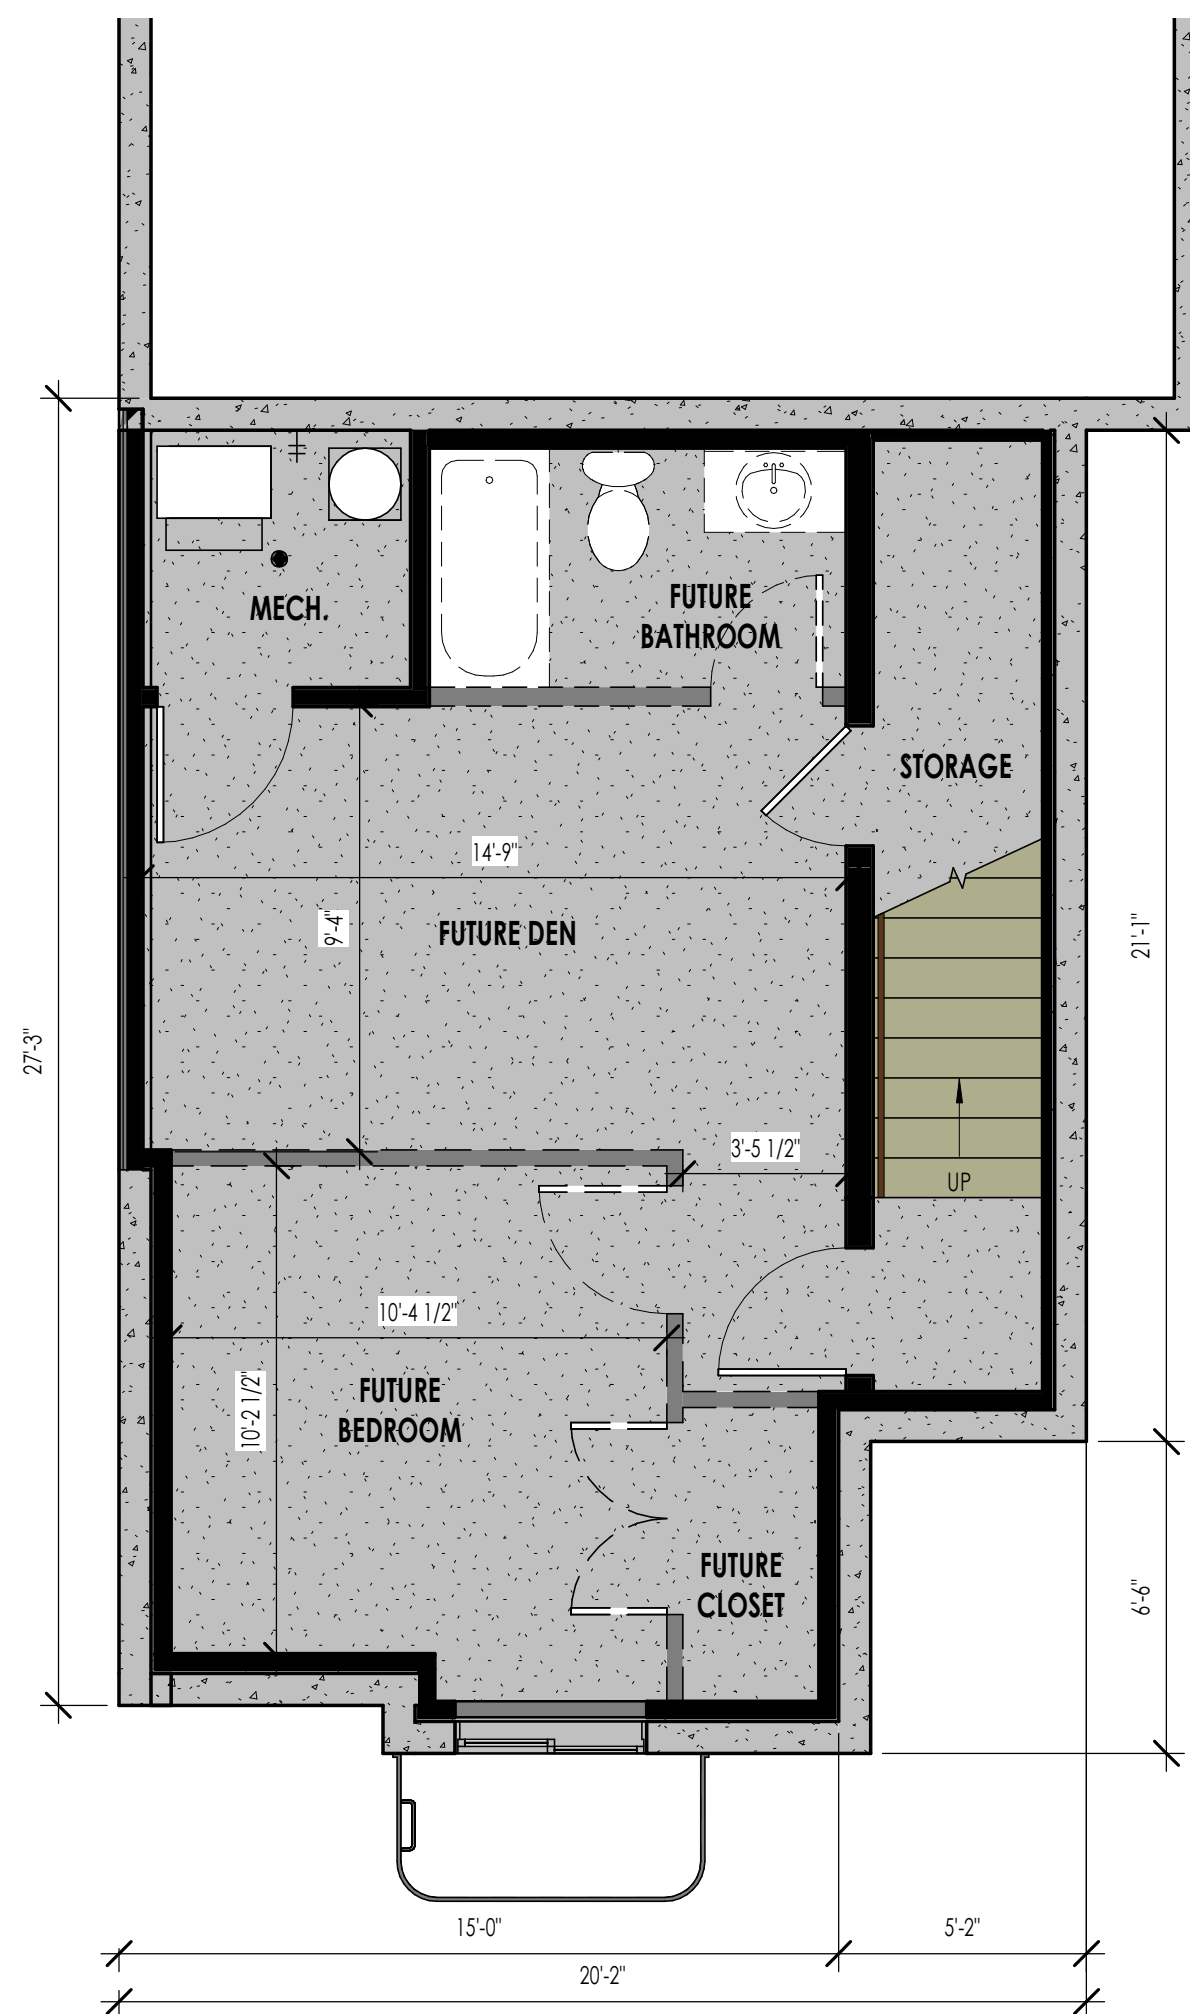 FUTURE
BATHROOM
MECH.
STORAGE
14'-9"
9'-4"
FUTURE DEN
21'-1"
27'-3"
3'-5 1/2"
UP
10'-4 1/2"
10'-2 1/2"
FUTURE
BEDROOM
FUTURE
CLOSET
6'-6"
15'-0"
5'-2"
20'-2"